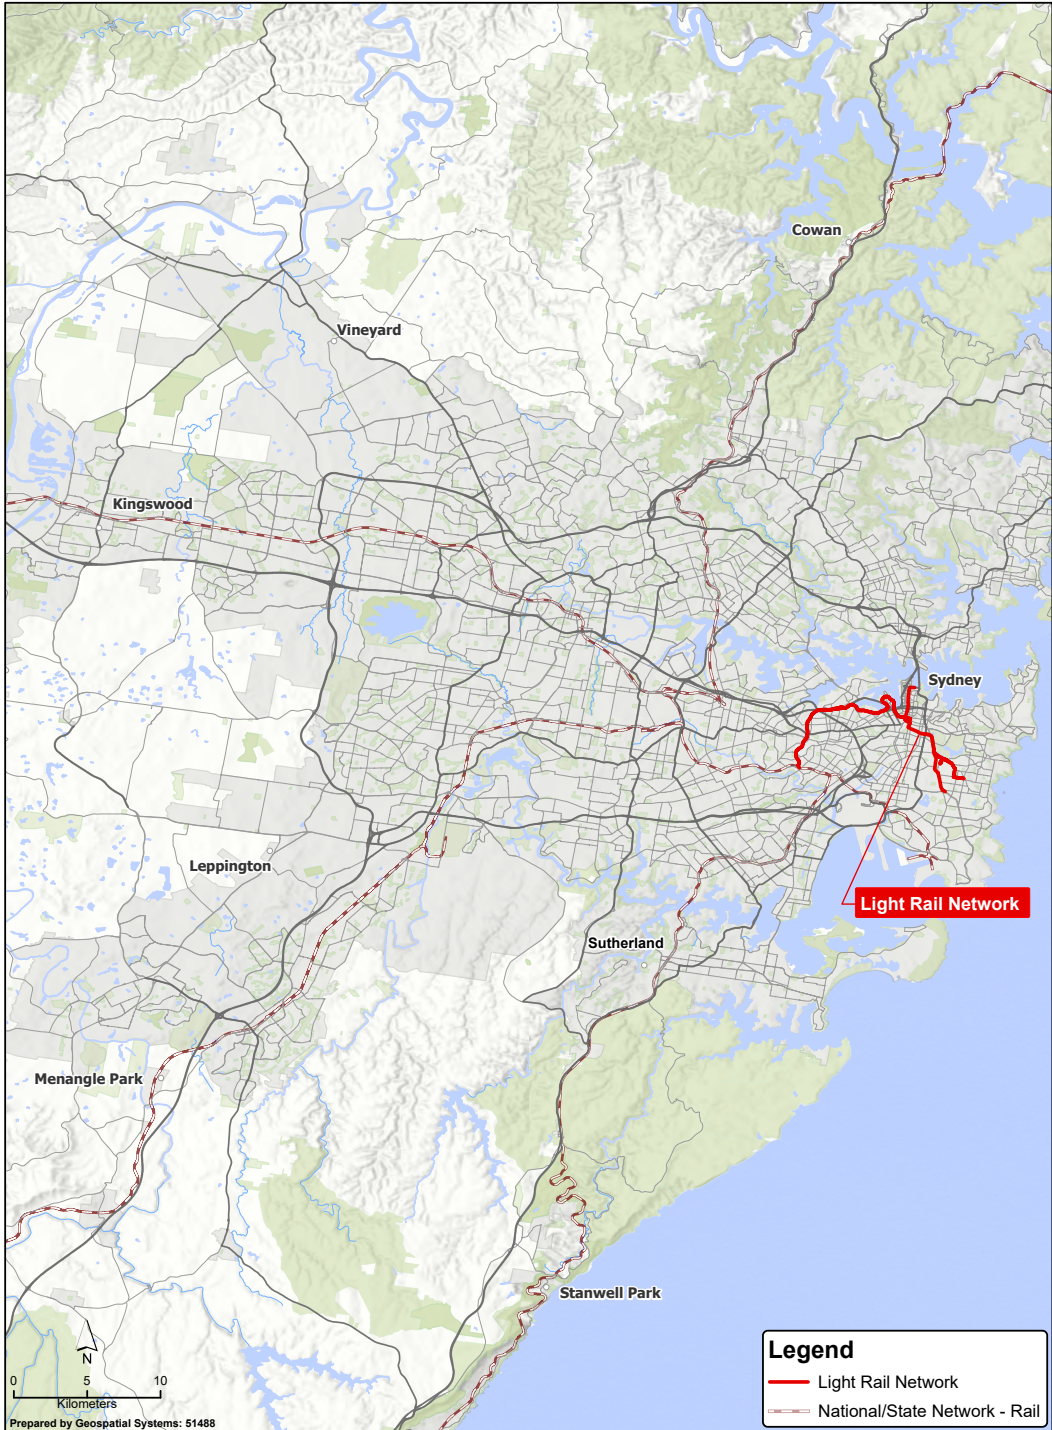 Cowan
Vineyard
Kingswood
Sydney
Leppington
Light Rail Network
Sutherland
Menangle Park
Stanwell Park
N
0 5 10
Kilometers
Prepared by Geospatial Systems: 51488
Legend
Light Rail Network
National/State Network - Rail